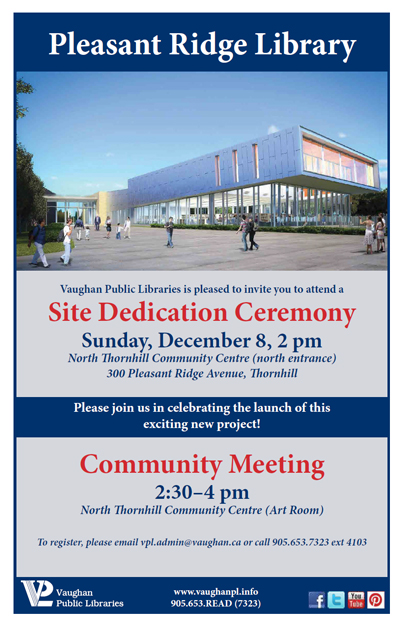 Pleasant Ridge Library
Vaughan Public Libraries is pleased to invite you to attend a
Site Dedication Ceremony
Sunday, December 8, 2 pm
North Thornhill Community Centre (north entrance)
300 Pleasant Ridge Avenue, Thornhill
Please join us in celebrating the launch of this
exciting new project!
Community Meeting
2:30–4 pm
North Thornhill Community Centre (Art Room)
To register, please email vpl.admin@vaughan.ca or call 905.653.7323 ext 4103
VPL
Vaughan
Public Libraries
www.vaughanpl.info
905.653.READ (7323)
You
Tube